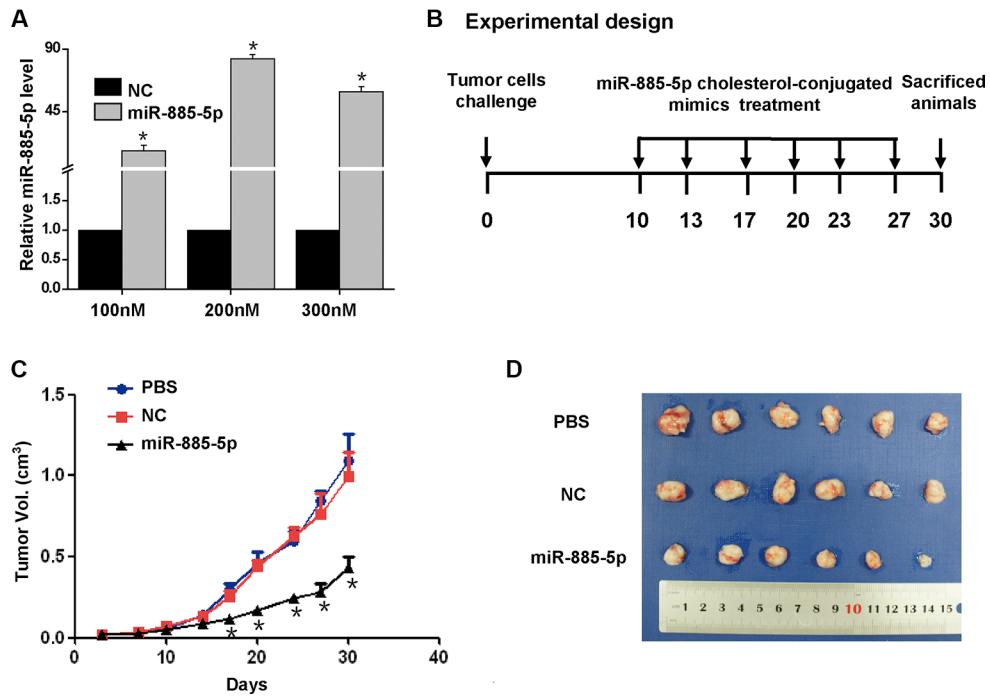 A
Relative miR-885-5p level
90
45
1.5
1.0
0.5
0.0
NC
miR-885-5p
*
*
*
100nM
200nM
300nM
B
Experimental design
Tumor cells
challenge
miR-885-5p cholesterol-conjugated
mimics treatment
Sacrificed
animals
0
10
13
17
20
23
27
30
C
PBS
NC
miR-885-5p
Tumor Vol. (cm³)
1.5
1.0
0.5
0.0
*
*
*
*
*
0
10
20
30
40
Days
D
PBS
NC
miR-885-5p
1 2 3 4 5 6 7 8 9 10 11 12 13 14 15